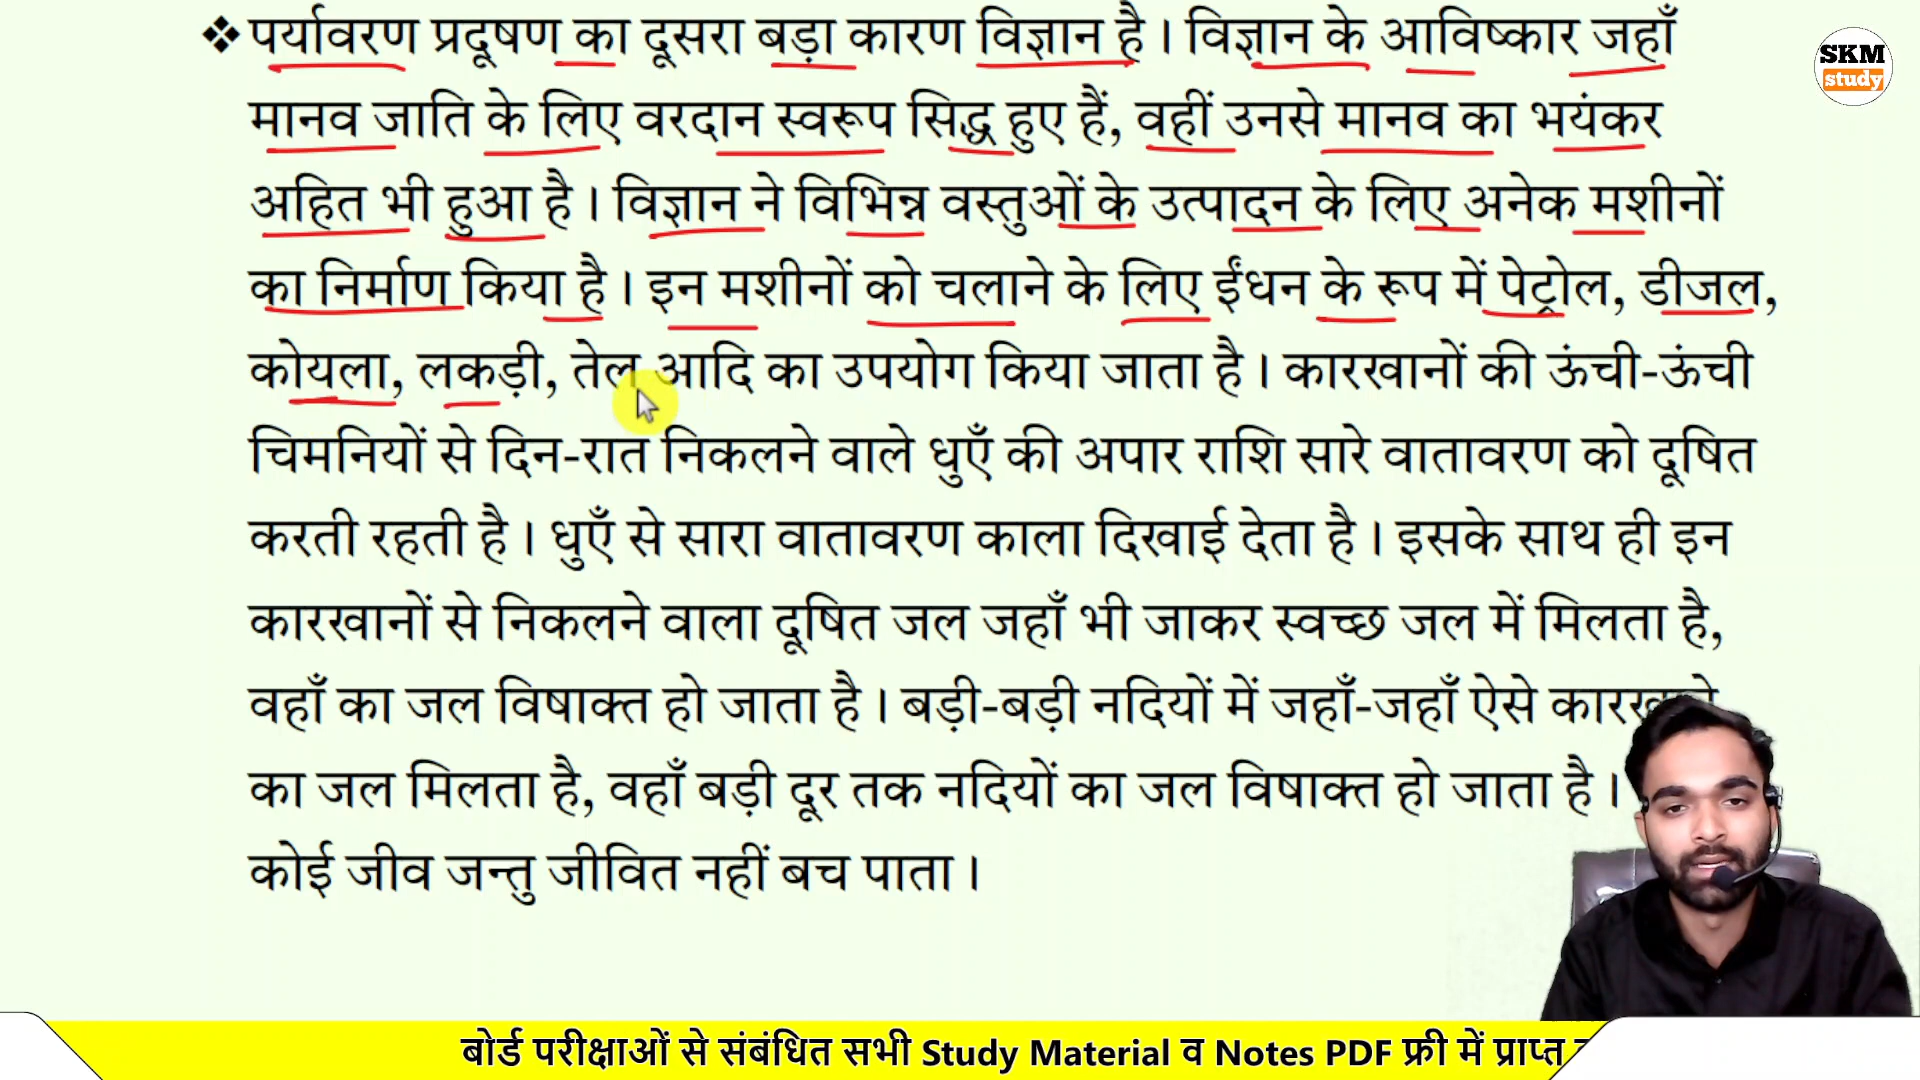 ❖ पर्यावरण प्रदूषण का दूसरा बड़ा कारण विज्ञान है। विज्ञान के आविष्कार जहाँ
मानव जाति के लिए वरदान स्वरूप सिद्ध हुए हैं, वहीं उनसे मानव का भयंकर
अहित भी हुआ है। विज्ञान ने विभिन्न वस्तुओं के उत्पादन के लिए अनेक मशीनों
का निर्माण किया है। इन मशीनों को चलाने के लिए ईंधन के रूप में पेट्रोल, डीजल,
कोयला, लकड़ी, तेल आदि का उपयोग किया जाता है। कारखानों की ऊंची-ऊंची
चिमनियों से दिन-रात निकलने वाले धुएँ की अपार राशि सारे वातावरण को दूषित
करती रहती है। धुएँ से सारा वातावरण काला दिखाई देता है। इसके साथ ही इन
कारखानों से निकलने वाला दूषित जल जहाँ भी जाकर स्वच्छ जल में मिलता है,
वहाँ का जल विषाक्त हो जाता है। बड़ी-बड़ी नदियों में जहाँ-जहाँ ऐसे
का जल मिलता है, वहाँ बड़ी दूर तक नदियों का जल विषाक्त हो जाता है।
कोई जीव जन्तु जीवित नहीं बच पाता।
SKM
study
बोर्ड परीक्षाओं से संबंधित सभी Study Material व Notes PDF फ्री में प्राप्त